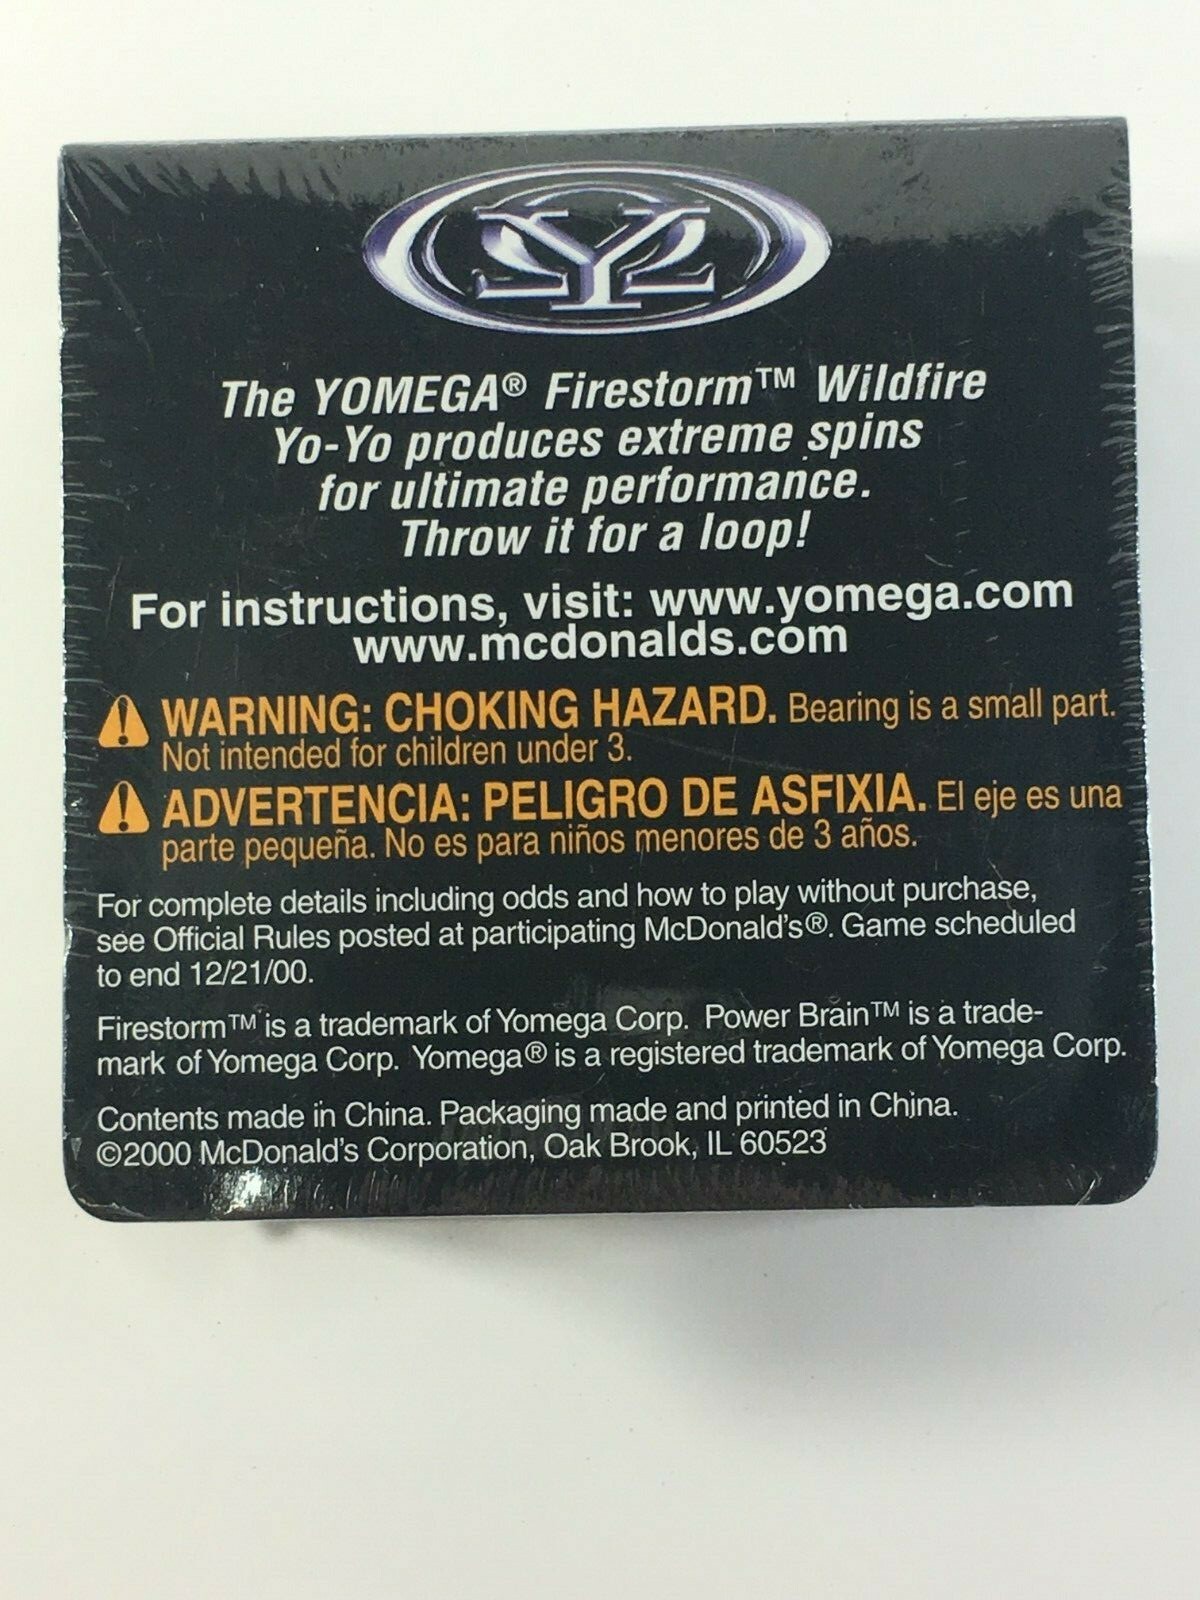 Y
The YOMEGA® Firestorm™ Wildfire
Yo-Yo produces extreme spins
for ultimate performance.
Throw it for a loop!
For instructions, visit: www.yomega.com
www.mcdonalds.com
WARNING: CHOKING HAZARD. Bearing is a small part.
Not intended for children under 3.
ADVERTENCIA: PELIGRO DE ASFIXIA. El eje es una
parte pequeña. No es para niños menores de 3 años.
For complete details including odds and how to play without purchase,
see Official Rules posted at participating McDonald's®. Game scheduled
to end 12/21/00.
Firestorm™ is a trademark of Yomega Corp. Power Brain™ is a trade-
mark of Yomega Corp. Yomega® is a registered trademark of Yomega Corp.
Contents made in China. Packaging made and printed in China.
©2000 McDonald's Corporation, Oak Brook, IL 60523